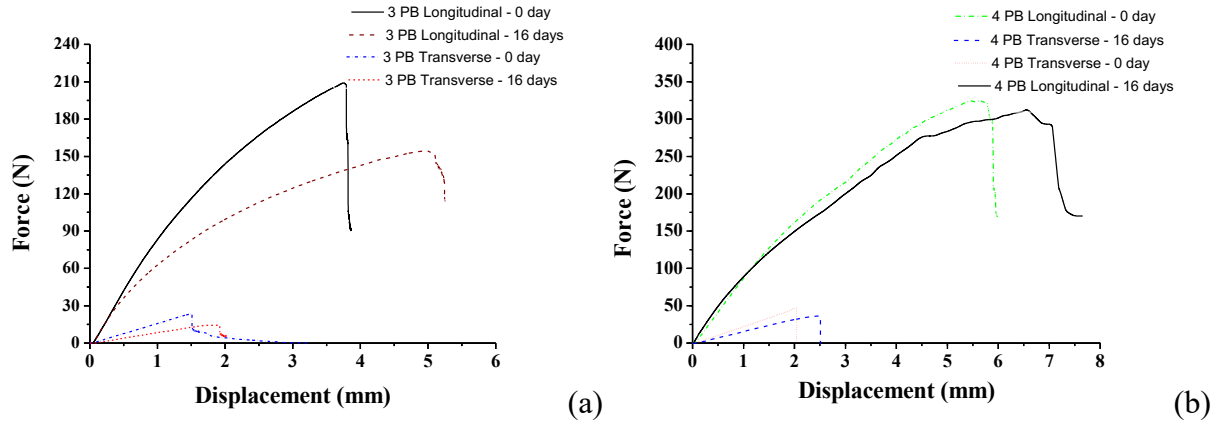 3 PB Longitudinal - 0 day
3 PB Longitudinal - 16 days
3 PB Transverse - 0 day
3 PB Transverse - 16 days
240
210
180
150
120
90
60
30
0
Force (N)
0 1 2 3 4 5 6
Displacement (mm)
(a)
4 PB Longitudinal - 0 day
4 PB Transverse - 16 days
4 PB Transverse - 0 day
4 PB Longitudinal - 16 days
400
350
300
250
200
150
100
50
0
Force (N)
0 1 2 3 4 5 6 7 8
Displacement (mm)
(b)